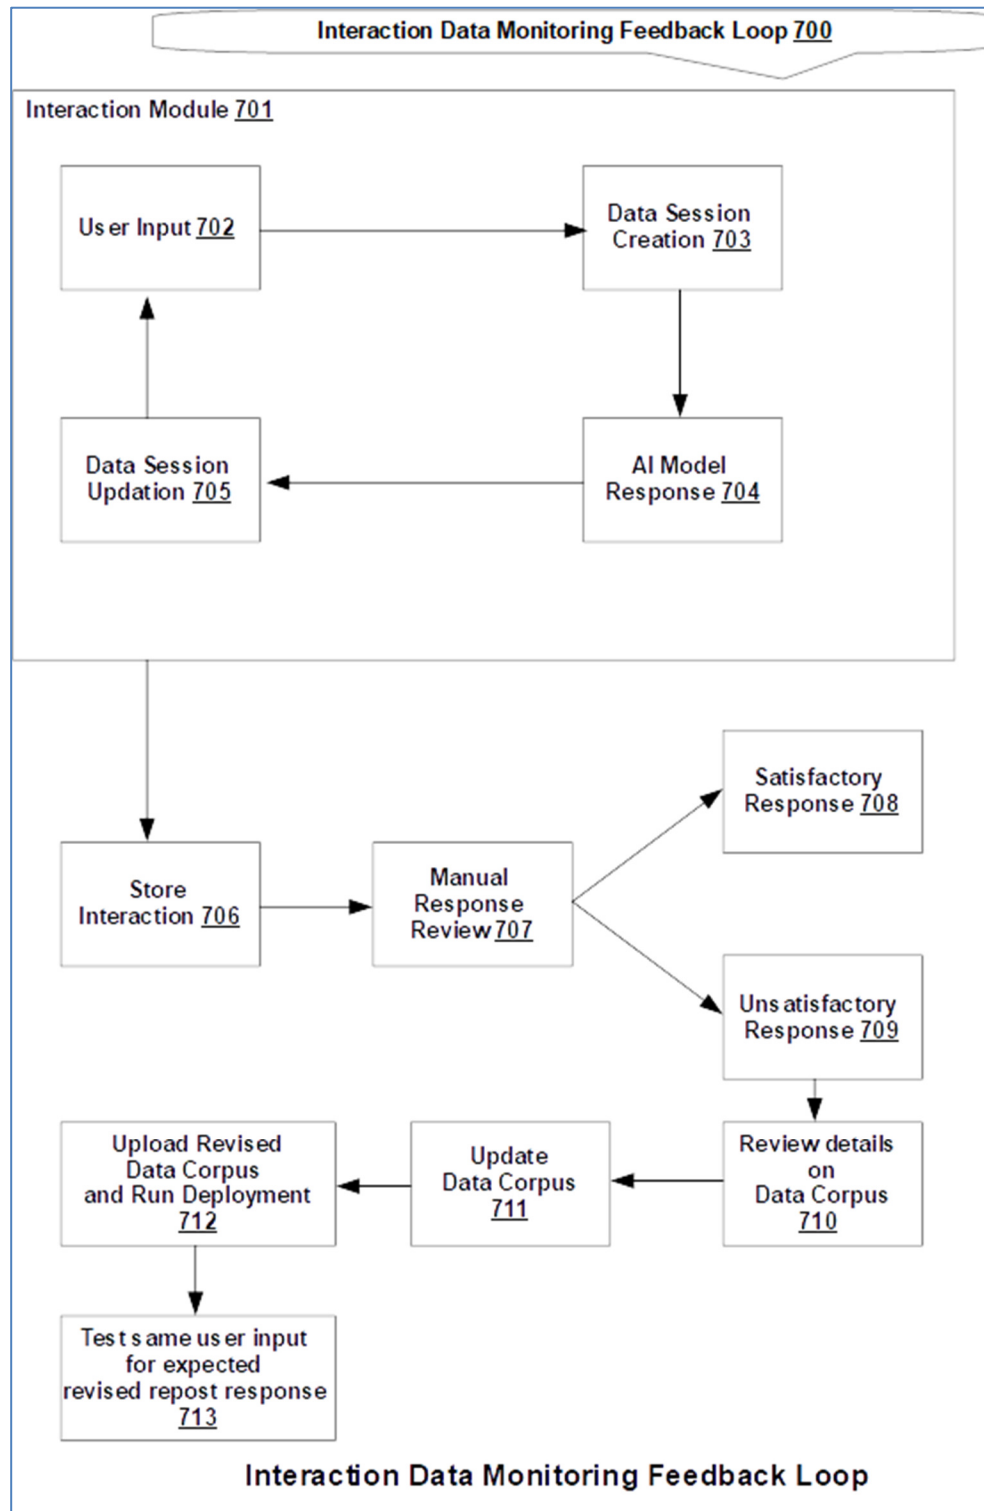 Interaction Data Monitoring Feedback Loop 700
Interaction Module 701
User Input 702
Data Session
Creation 703
Data Session
Updation 705
AI Model
Response 704
Satisfactory
Response 708
Store
Interaction 706
Manual
Response
Review 707
Unsatisfactory
Response 709
Upload Revised
Data Corpus
and Run Deployment
712
Update
Data Corpus
711
Review details
on
Data Corpus
710
Test same user input
for expected
revised repost response
713
Interaction Data Monitoring Feedback Loop